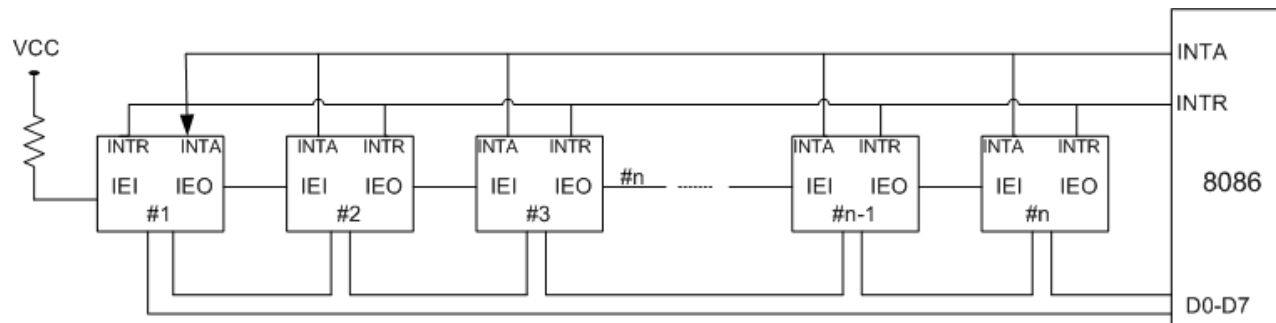 VCC
INTA
INTR
INTR INTA
INTA INTR
INTA INTR
INTA INTR
INTA INTR
IEI IEO
IEI IEO
IEI IEO
#n
IEI IEO
IEI IEO
8086
#1
#2
#3
#n-1
#n
D0-D7